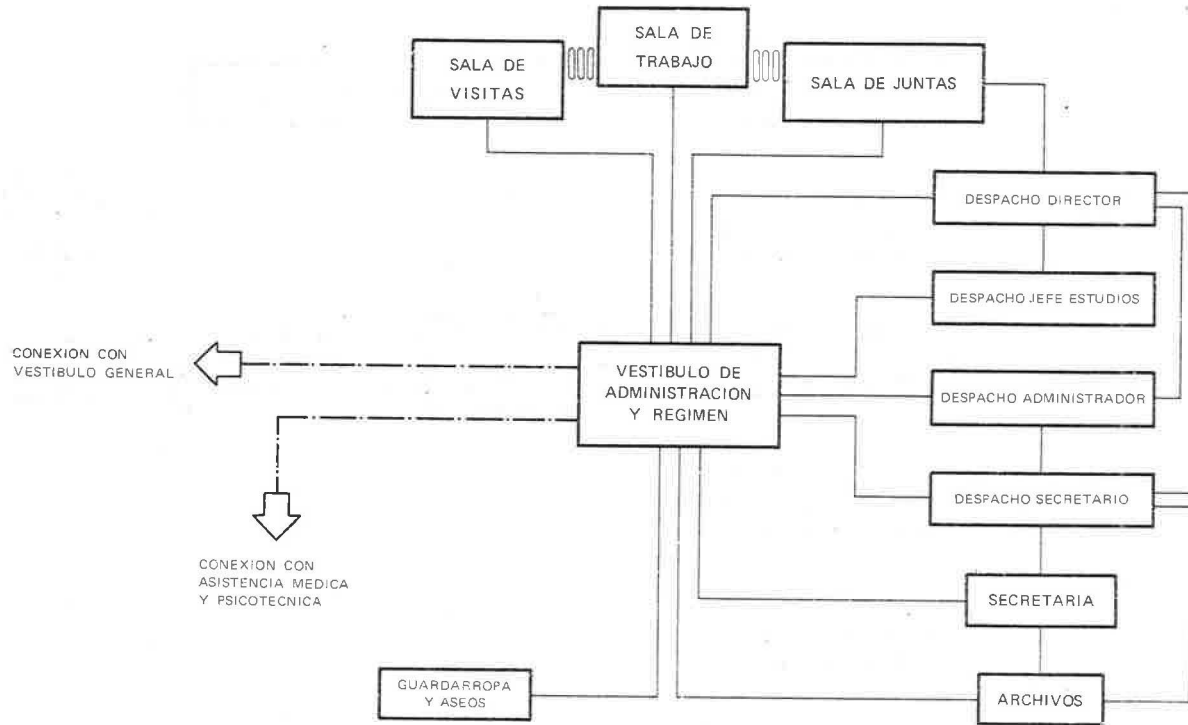 SALA DE
TRABAJO
SALA DE
VISITAS
SALA DE JUNTAS
DESPACHO DIRECTOR
DESPACHO JEFE ESTUDIOS
CONEXION CON
VESTIBULO GENERAL
VESTIBULO DE
ADMINISTRACION
Y REGIMEN
DESPACHO ADMINISTRADOR
DESPACHO SECRETARIO
CONEXION CON
ASISTENCIA MEDICA
Y PSICOTECNICA
SECRETARIA
GUARDARROPA
Y ASEOS
ARCHIVOS